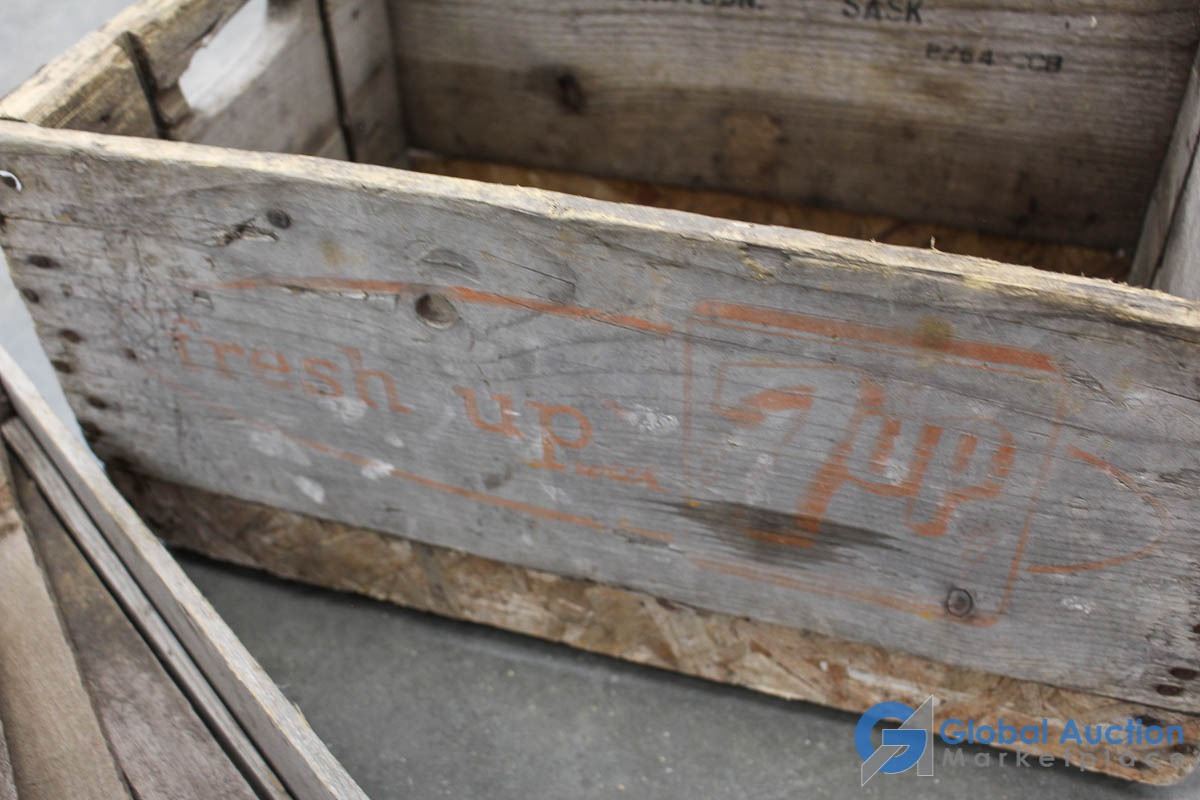 SASK
fresh up
7up
Global Auction
Marketplace